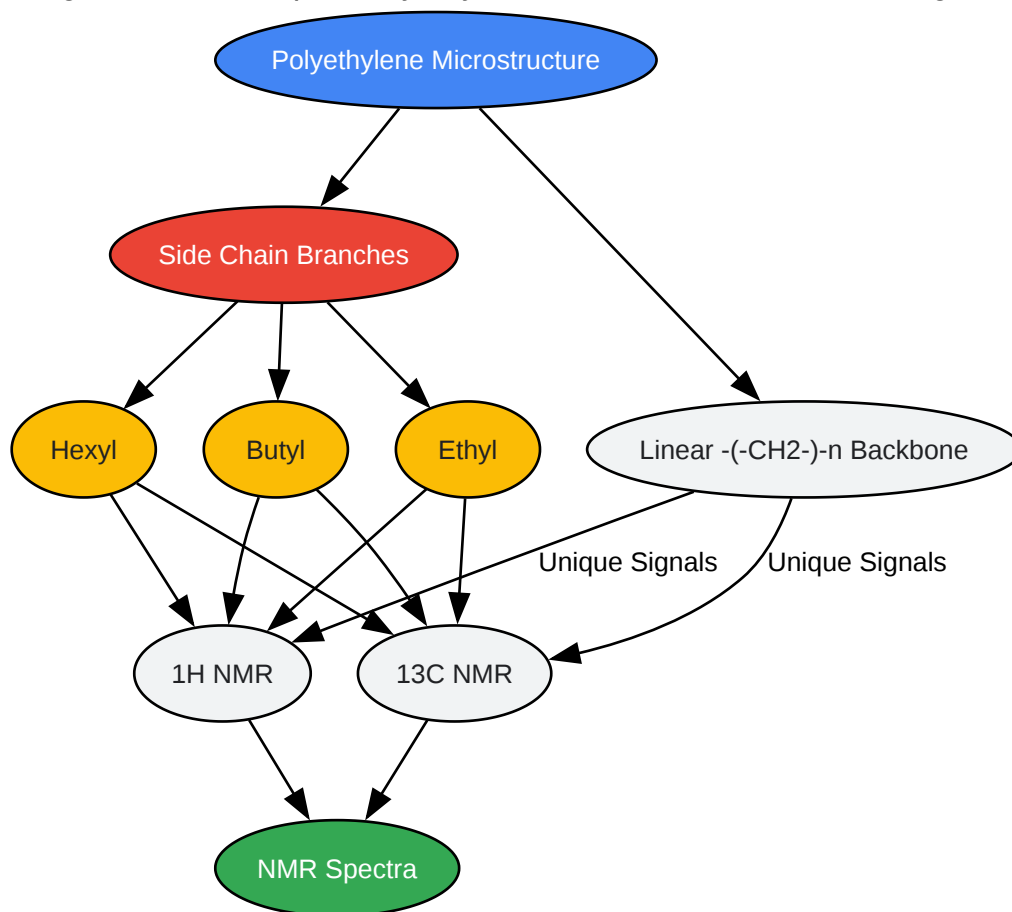 Polyethylene Microstructure
Side Chain Branches
Hexyl
Butyl
Ethyl
Linear -(-CH2-)-n Backbone
Unique Signals
Unique Signals
1H NMR
13C NMR
NMR Spectra